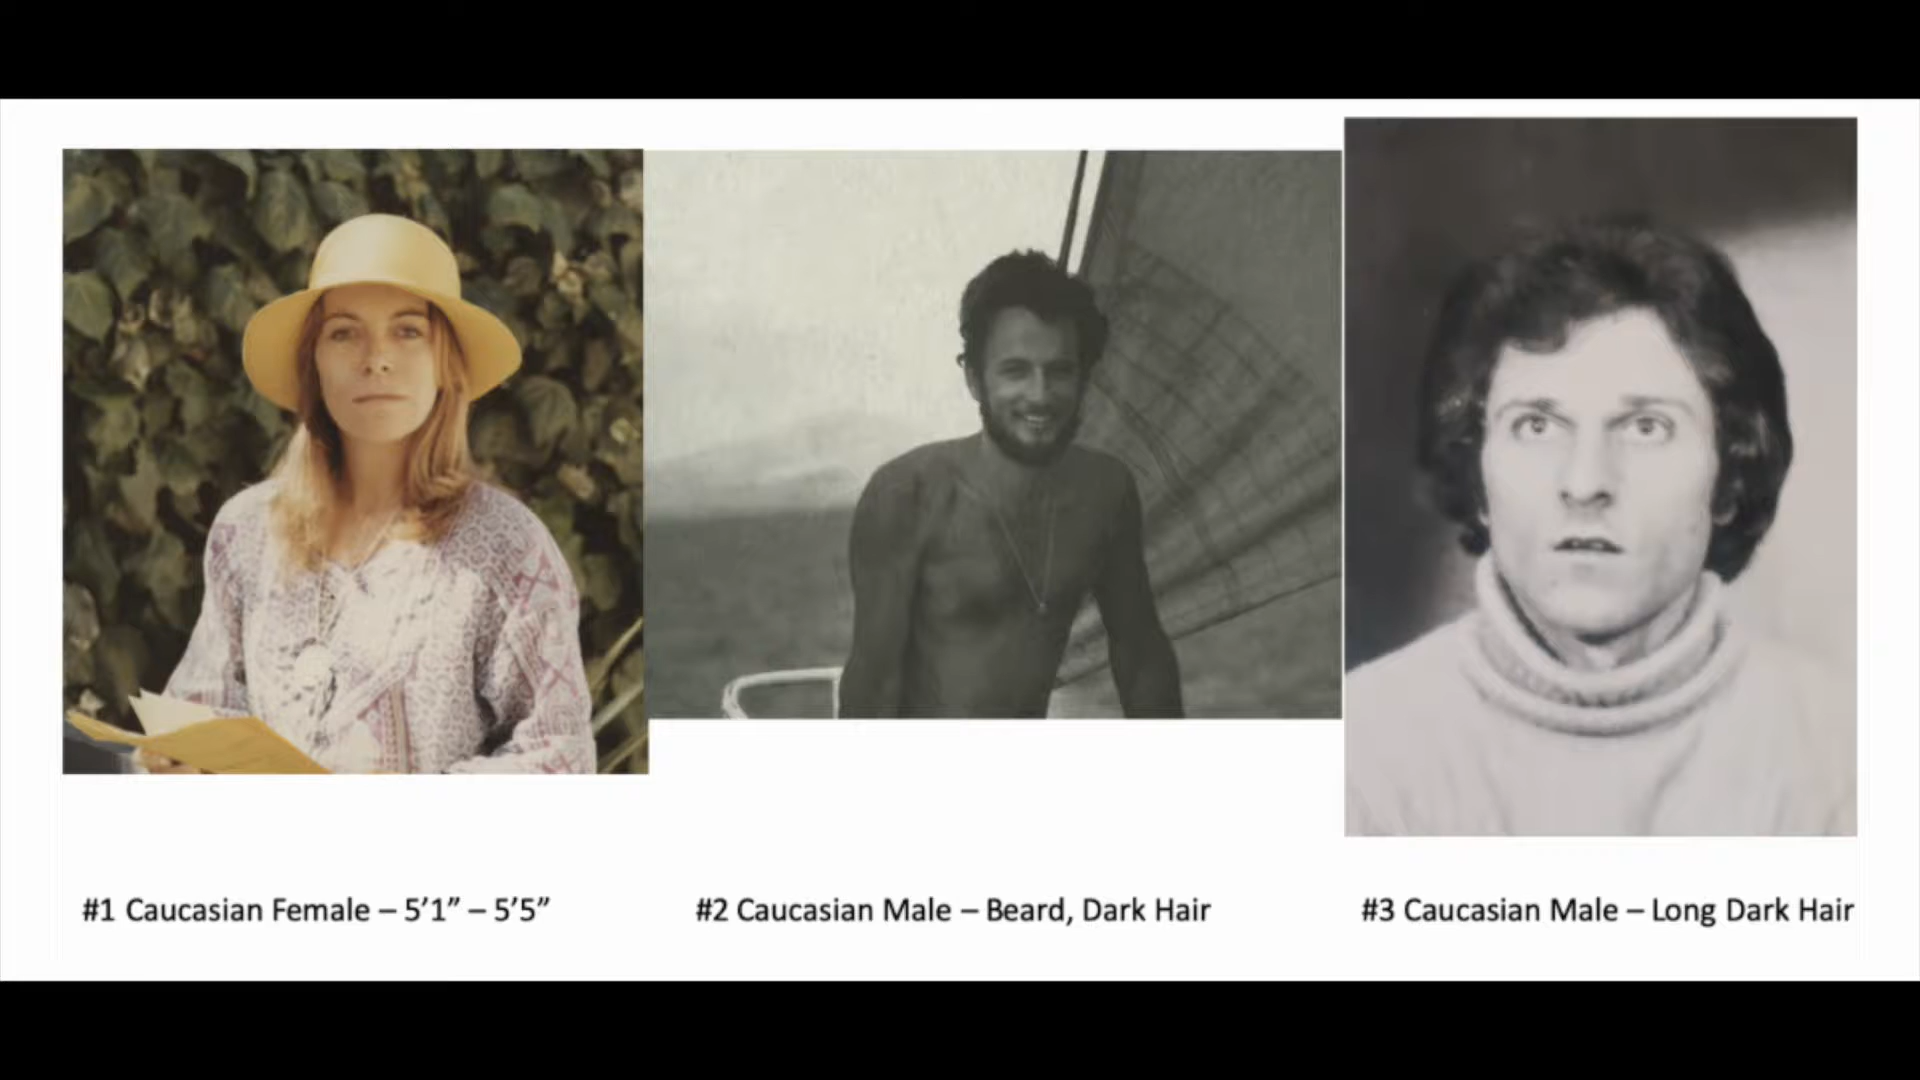 #1 Caucasian Female – 5’1” – 5’5”
#2 Caucasian Male – Beard, Dark Hair
#3 Caucasian Male – Long Dark Hair